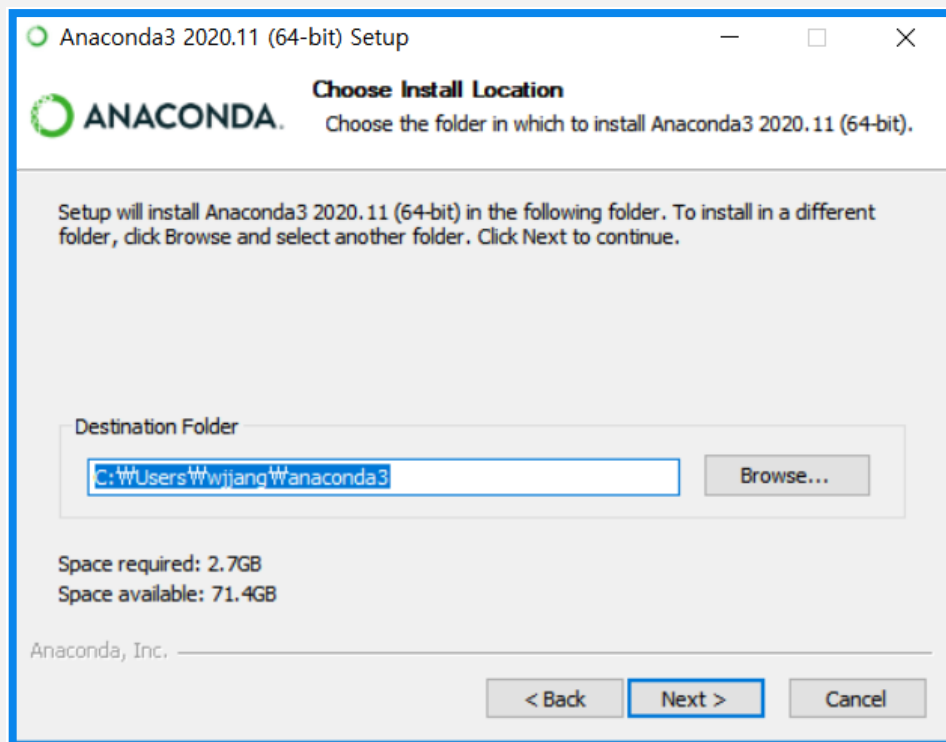 Anaconda3 2020.11 (64-bit) Setup
ANACONDA.
Choose Install Location
Choose the folder in which to install Anaconda3 2020.11 (64-bit).
Setup will install Anaconda3 2020.11 (64-bit) in the following folder. To install in a different
folder, click Browse and select another folder. Click Next to continue.
Destination Folder
C:₩Users₩wjjang₩anaconda3
Browse...
Space required: 2.7GB
Space available: 71.4GB
Anaconda, Inc.
< Back
Next >
Cancel